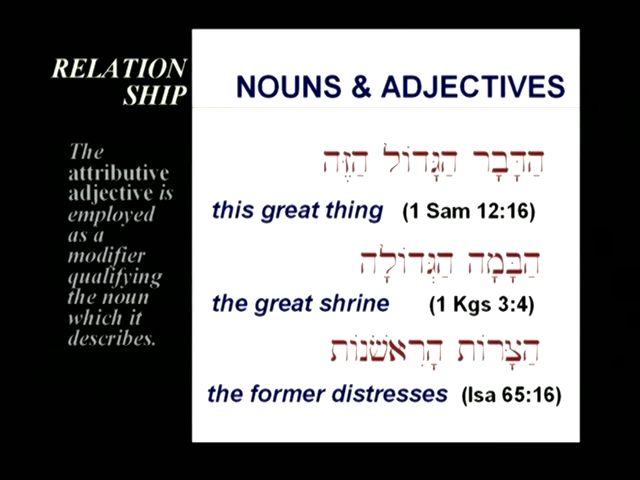 RELATION
SHIP
The
attributive
adjective is
employed
as a
modifier
qualifying
the noun
which it
describes.
NOUNS & ADJECTIVES
הַדָּבָר הַגָּדוֹל הַזֶּה
this great thing (1 Sam 12:16)
הַבָּמָה הַגְּדוֹלָה
the great shrine (1 Kgs 3:4)
הַצָּרוֹת הָרִאשֹׁנוֹת
the former distresses (Isa 65:16)